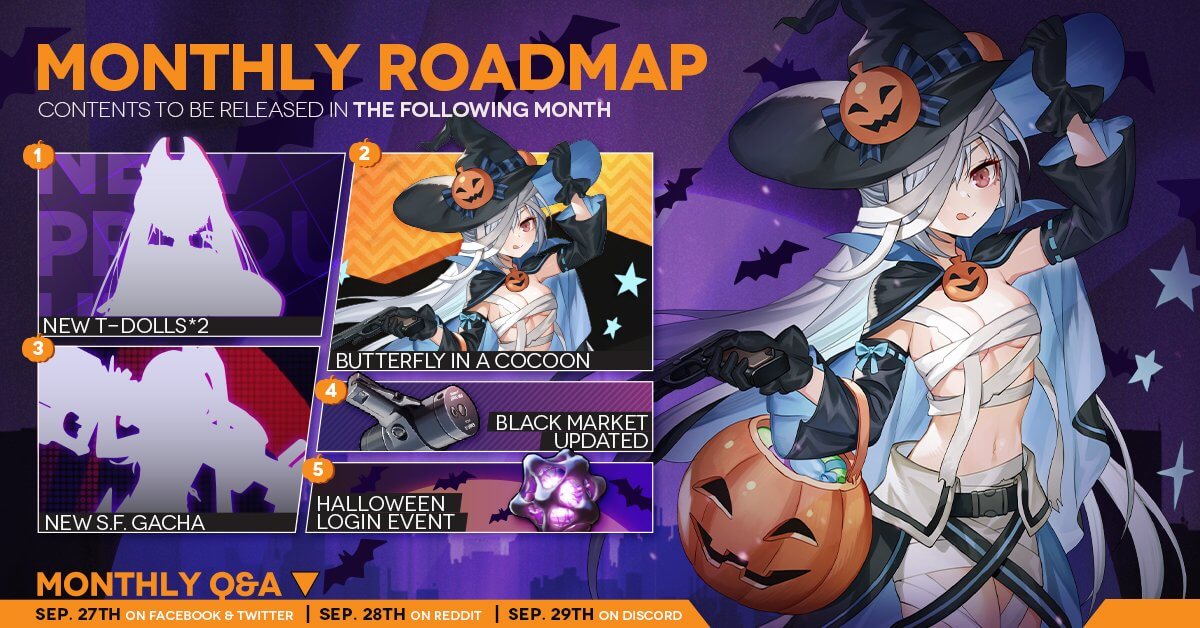 MONTHLY ROADMAP
CONTENTS TO BE RELEASED IN THE FOLLOWING MONTH
1
NEW
NEW T-DOLLS*2
2
BUTTERFLY IN A COCOON
3
NEW S.F. GACHA
4
BLACK MARKET
UPDATED
5
HALLOWEEN
LOGIN EVENT
MONTHLY Q&A ▼
SEP. 27TH ON FACEBOOK & TWITTER | SEP. 28TH ON REDDIT | SEP. 29TH ON DISCORD